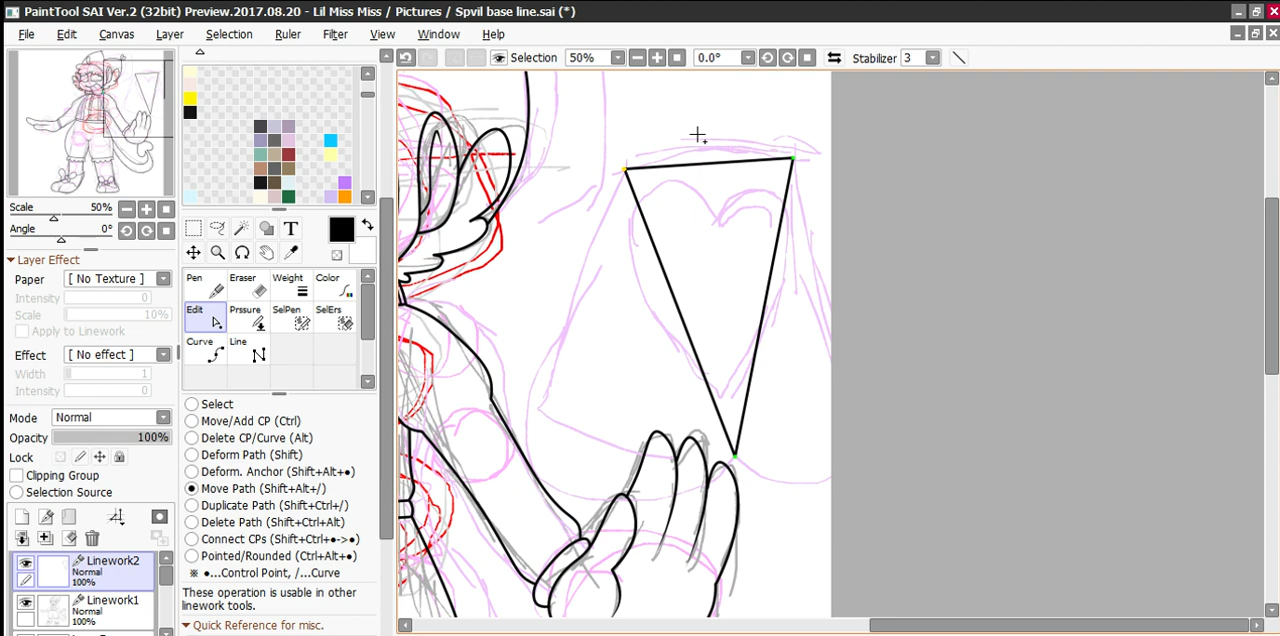 PaintTool SAI Ver.2 (32bit) Preview.2017.08.20 - Lil Miss Miss / Pictures / Spvil base line.sai (*)
File Edit Canvas Layer Selection Ruler Filter View Window Help
Selection 50% 0.0° Stabilizer 3
Scale 50%
Angle 0°
Layer Effect
Paper [ No Texture ]
Intensity 0
Scale 10%
Apply to Linework
Effect [ No effect ]
Width 1
Intensity 0
Mode Normal
Opacity 100%
Lock
Clipping Group
Selection Source
Linework2
Normal
100%
Linework1
Normal
100%
T
Pen Eraser Weight Color
Edit Prssure SelPen SelErs
Curve Line
Select
Move/Add CP (Ctrl)
Delete CP/Curve (Alt)
Deform Path (Shift)
Deform. Anchor (Shift+Alt+●)
Move Path (Shift+Alt+/)
Duplicate Path (Shift+Ctrl+/)
Delete Path (Shift+Ctrl+Alt)
Connect CPs (Shift+Ctrl+●->●)
Pointed/Rounded (Ctrl+Alt+●)
※ ●...Control Point, /...Curve
These operation is usable in other
linework tools.
Quick Reference for misc.